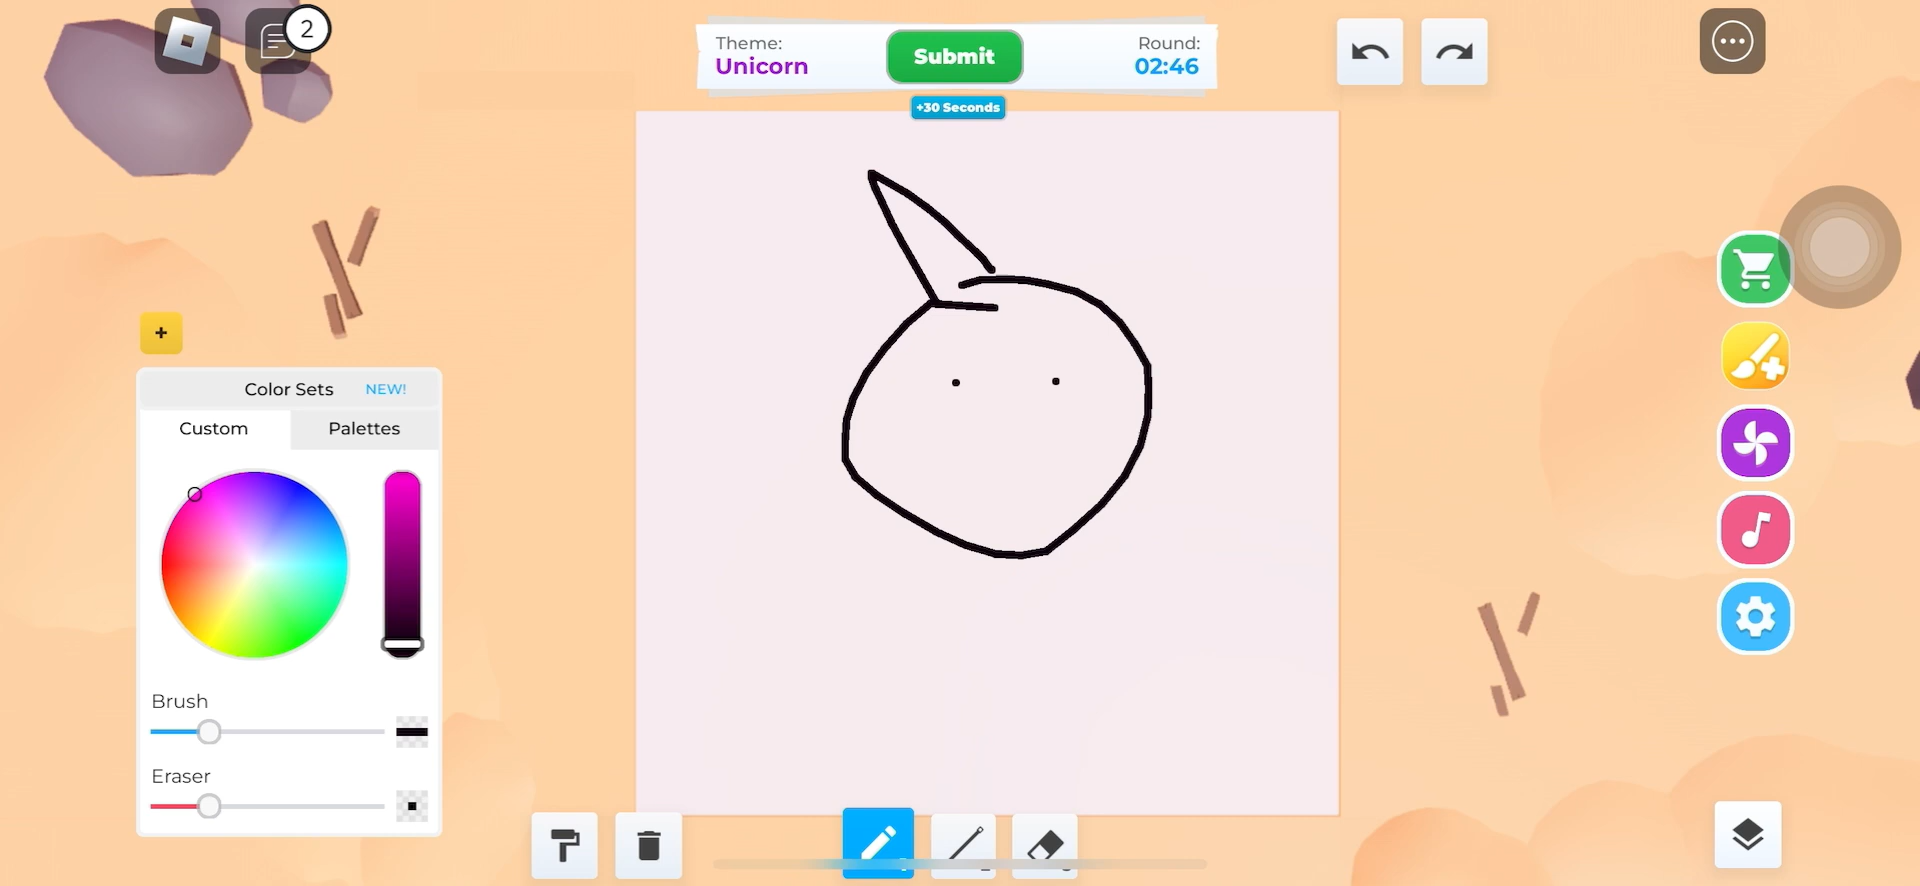 2
Theme:
Unicorn
Submit
Round:
02:46
+30 Seconds
+
Color Sets NEW!
Custom Palettes
Brush
Eraser